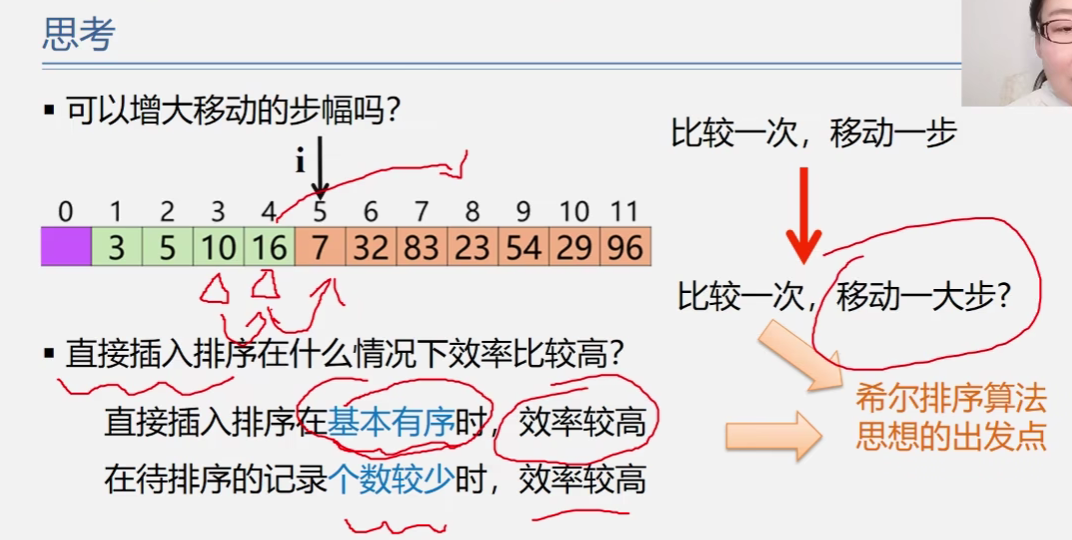 思考
▪ 可以增大移动的步幅吗?
i
0 1 2 3 4 5 6 7 8 9 10 11
3 5 10 16 7 32 83 23 54 29 96
比较一次，移动一步
比较一次，移动一大步?
▪ 直接插入排序在什么情况下效率比较高?
直接插入排序在基本有序时，效率较高
在待排序的记录个数较少时，效率较高
希尔排序算法
思想的出发点